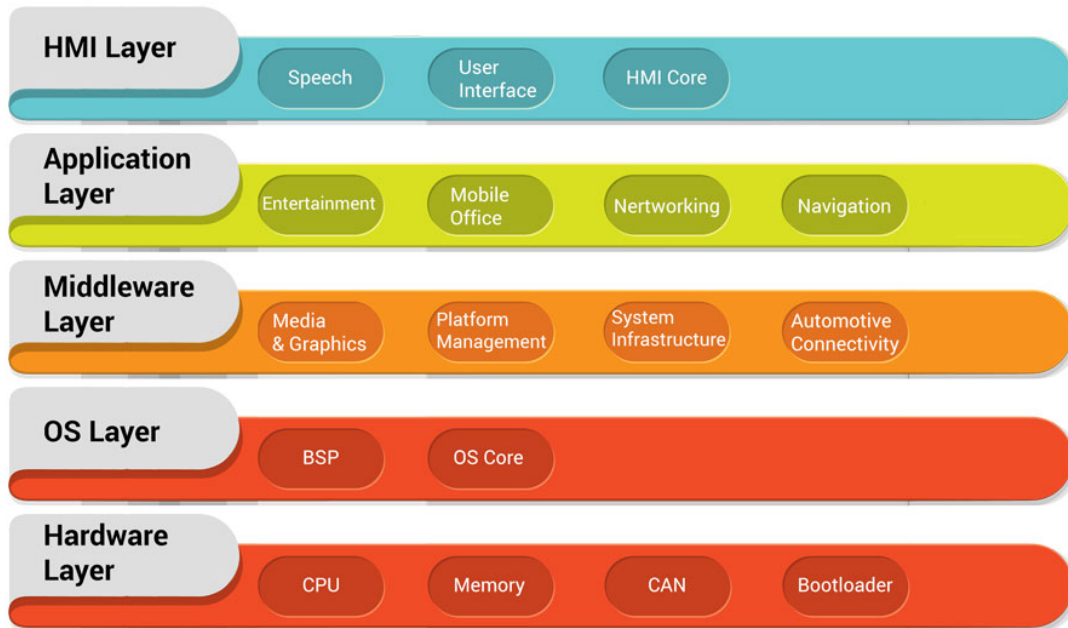 HMI Layer
Speech
User
Interface
HMI Core
Application
Layer
Entertainment
Mobile
Office
Nertworking
Navigation
Middleware
Layer
Media
& Graphics
Platform
Management
System
Infrastructure
Automotive
Connectivity
OS Layer
BSP
OS Core
Hardware
Layer
CPU
Memory
CAN
Bootloader